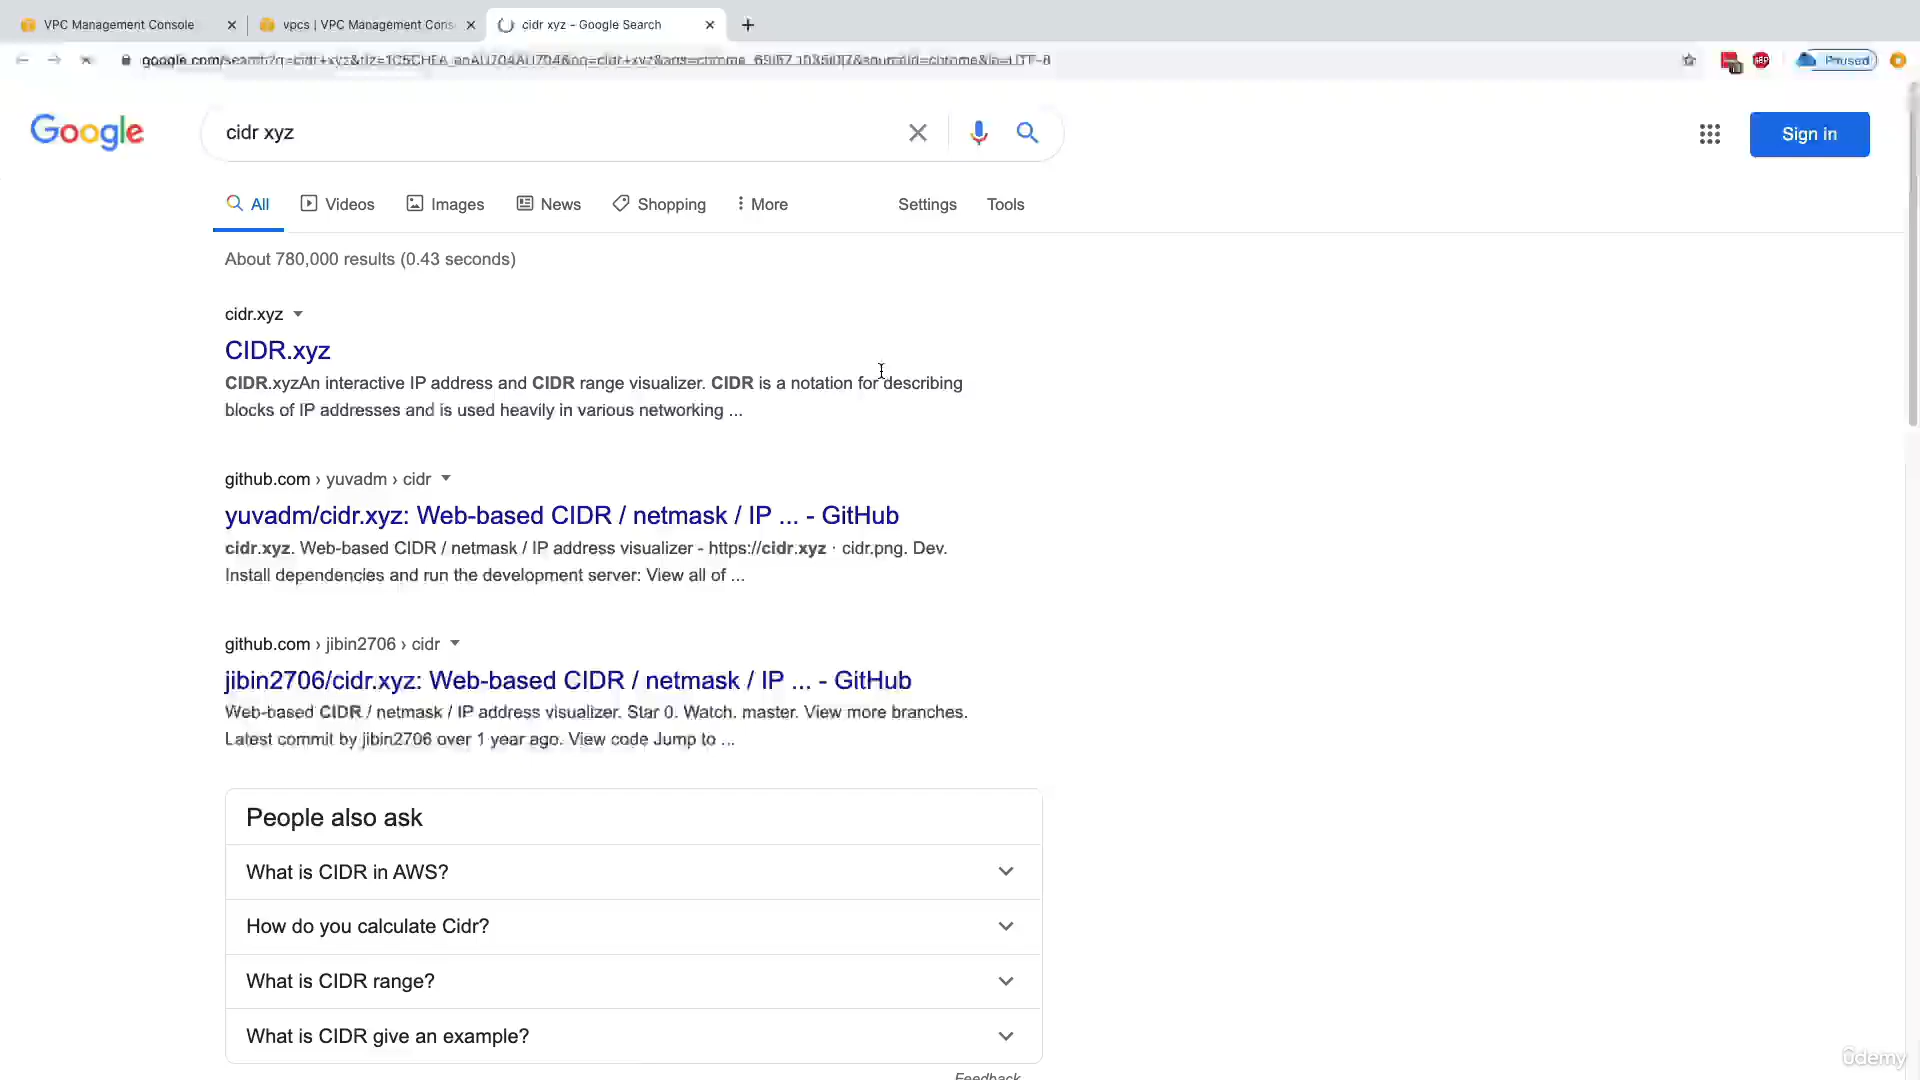 VPC Management Console
vpcs | VPC Management Cons
cidr xyz - Google Search
Paused
Google
cidr xyz
Sign in
All
Videos
Images
News
Shopping
More
Settings
Tools
About 780,000 results (0.43 seconds)
cidr.xyz
CIDR.xyz
CIDR.xyzAn interactive IP address and CIDR range visualizer. CIDR is a notation for describing
blocks of IP addresses and is used heavily in various networking ...
github.com › yuvadm › cidr
yuvadm/cidr.xyz: Web-based CIDR / netmask / IP ... - GitHub
cidr.xyz. Web-based CIDR / netmask / IP address visualizer - https://cidr.xyz · cidr.png. Dev.
Install dependencies and run the development server: View all of ...
github.com › jibin2706 › cidr
jibin2706/cidr.xyz: Web-based CIDR / netmask / IP ... - GitHub
Web-based CIDR / netmask / IP address visualizer. Star 0. Watch. master. View more branches.
Latest commit by jibin2706 over 1 year ago. View code Jump to ...
People also ask
What is CIDR in AWS?
How do you calculate Cidr?
What is CIDR range?
What is CIDR give an example?
Feedback
ûdemy